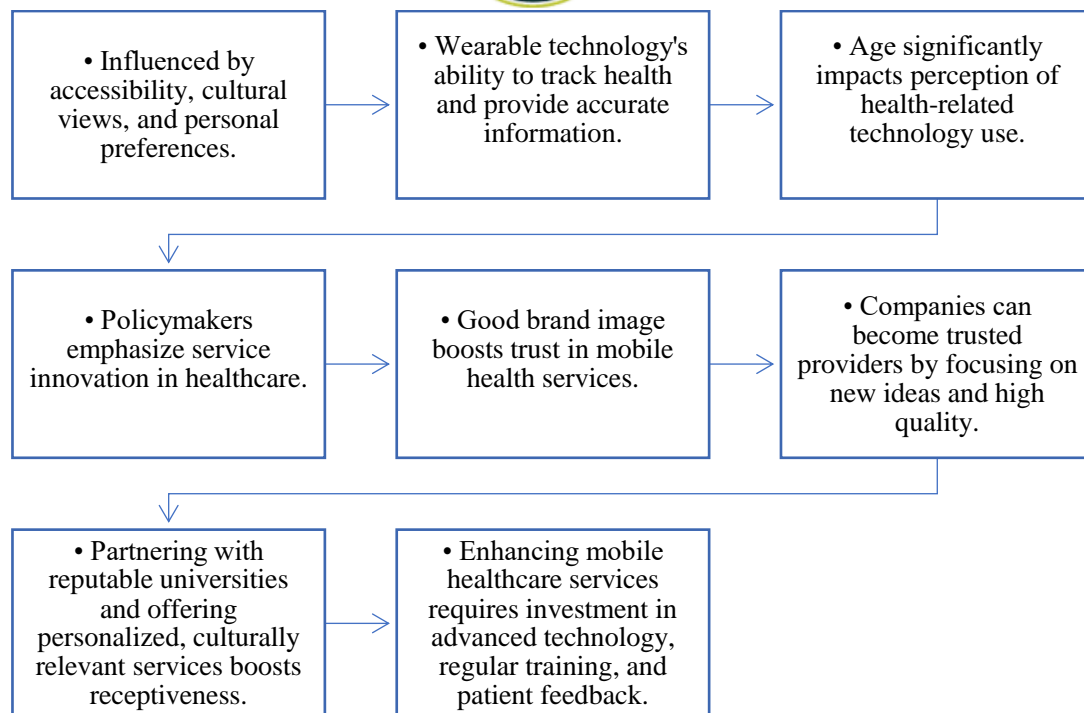 • Influenced by
accessibility, cultural
views, and personal
preferences.
• Wearable technology's
ability to track health
and provide accurate
information.
• Age significantly
impacts perception of
health-related
technology use.
• Policymakers
emphasize service
innovation in healthcare.
• Good brand image
boosts trust in mobile
health services.
• Companies can
become trusted
providers by focusing on
new ideas and high
quality.
• Partnering with
reputable universities
and offering
personalized, culturally
relevant services boosts
receptiveness.
• Enhancing mobile
healthcare services
requires investment in
advanced technology,
regular training, and
patient feedback.